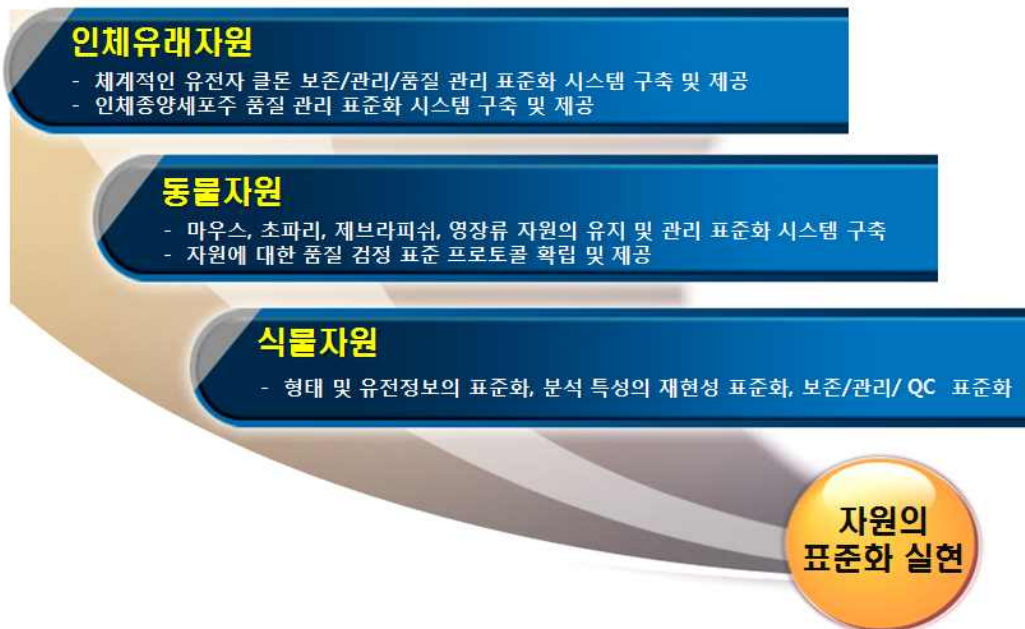 인체유래자원
- 체계적인 유전자 클론 보존/관리/품질 관리 표준화 시스템 구축 및 제공
- 인체종양세포주 품질 관리 표준화 시스템 구축 및 제공
동물자원
- 마우스, 초파리, 제브라피쉬, 영장류 자원의 유지 및 관리 표준화 시스템 구축
- 자원에 대한 품질 검정 표준 프로토콜 확립 및 제공
식물자원
- 형태 및 유전정보의 표준화, 분석 특성의 재현성 표준화, 보존/관리/ QC 표준화
자원의
표준화 실현